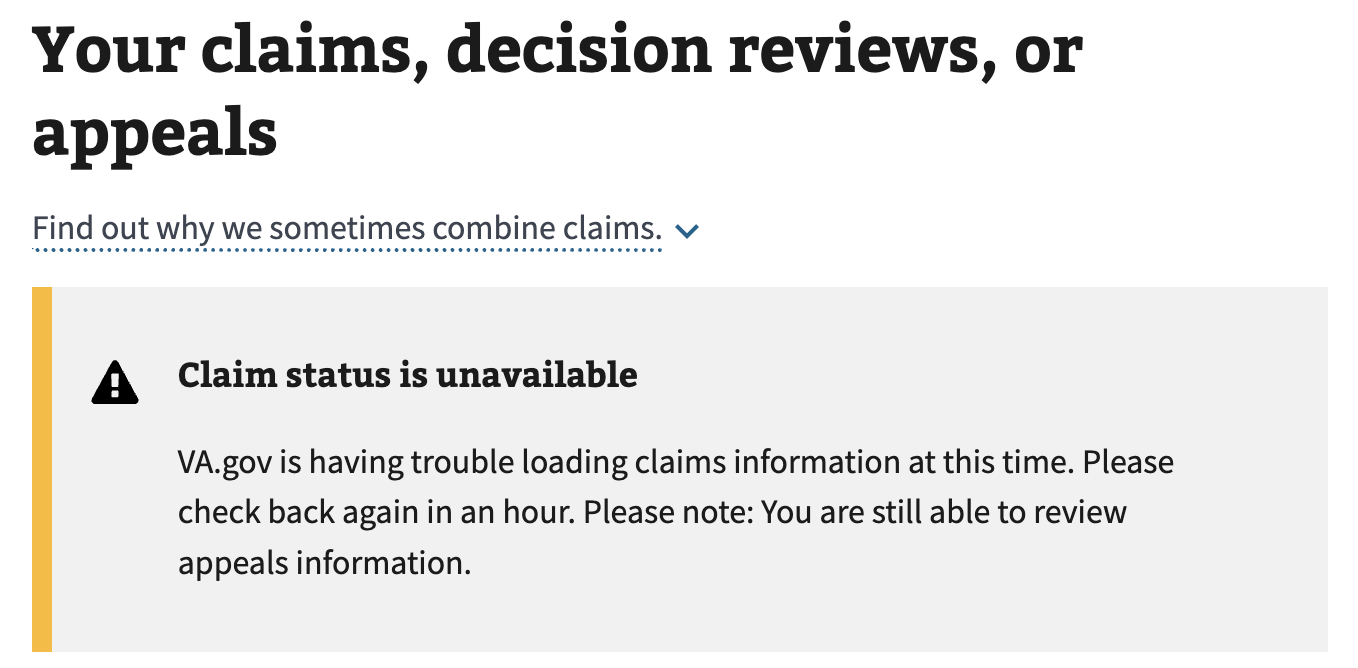 Your claims, decision reviews, or
appeals
Find out why we sometimes combine claims.
Claim status is unavailable
VA.gov is having trouble loading claims information at this time. Please
check back again in an hour. Please note: You are still able to review
appeals information.